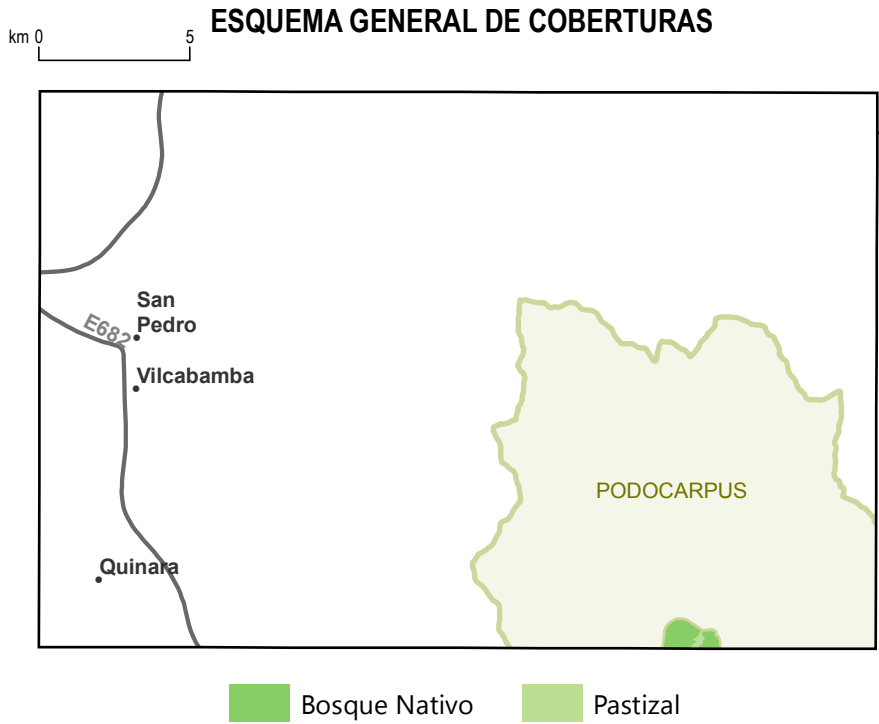 ESQUEMA GENERAL DE COBERTURAS
km 0 5
San
Pedro
E682
Vilcabamba
PODOCARPUS
Quinara
Bosque Nativo
Pastizal